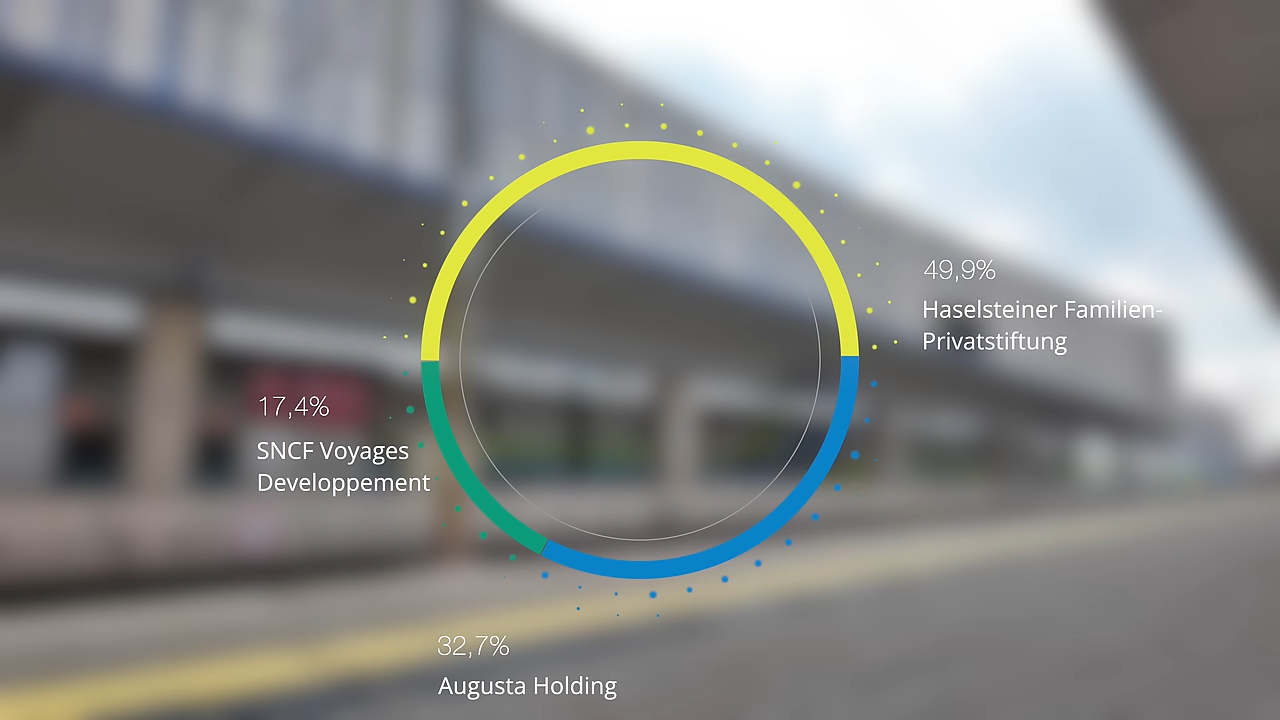 49,9%
Haselsteiner Familien-
Privatstiftung
17,4%
SNCF Voyages
Developpement
32,7%
Augusta Holding